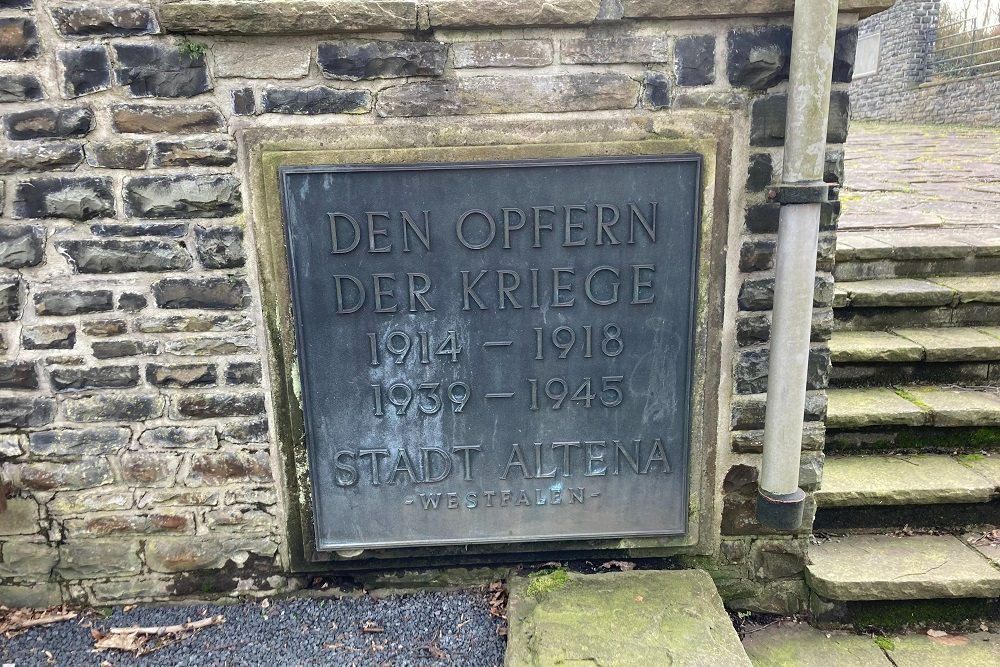 DEN OPFERN
DER KRIEGE
1914 – 1918
1939 – 1945
STADT ALTENA
- WESTFALEN -